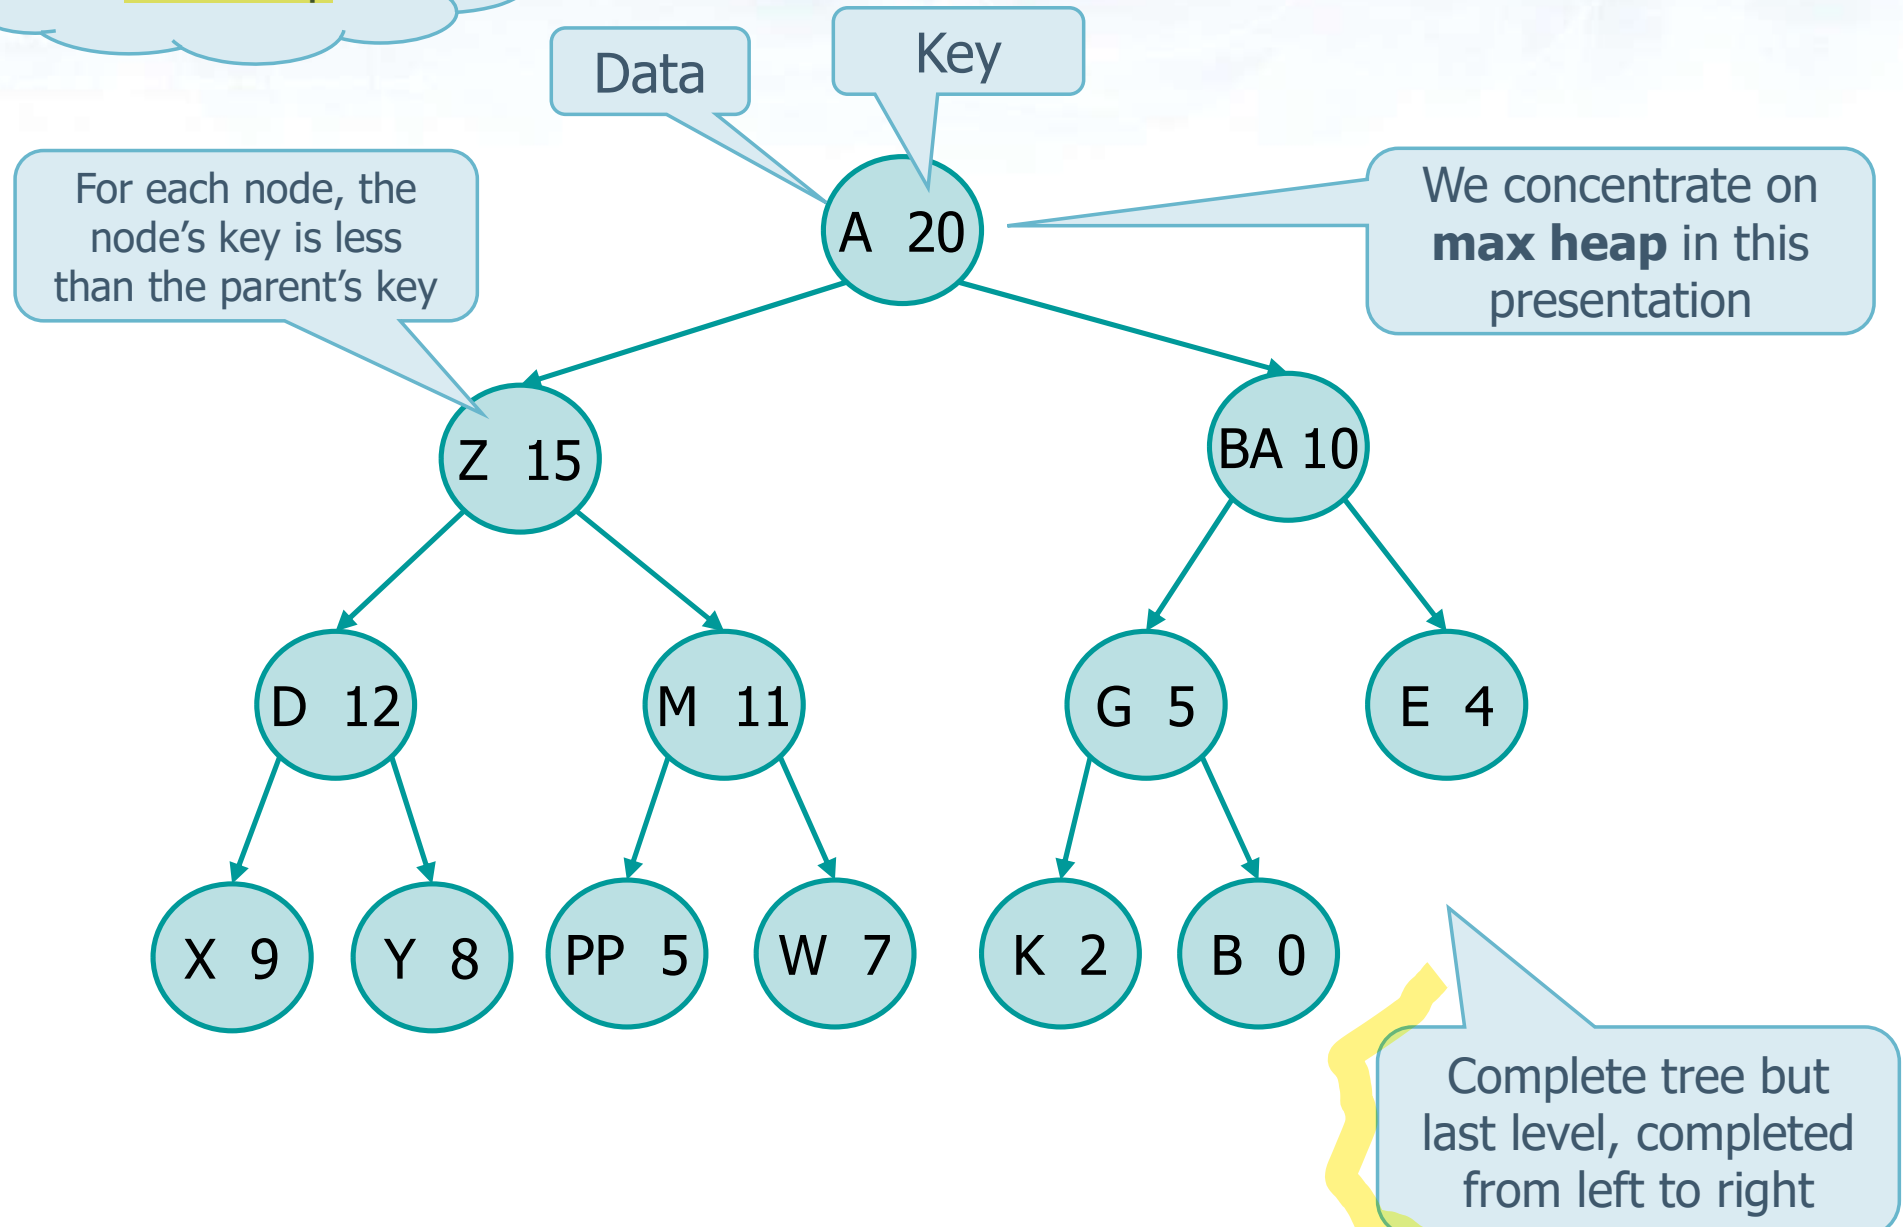 Data
Key
For each node, the
node’s key is less
than the parent’s key
A 20
We concentrate on
max heap in this
presentation
Z 15
BA 10
D 12
M 11
G 5
E 4
X 9
Y 8
PP 5
W 7
K 2
B 0
Complete tree but
last level, completed
from left to right